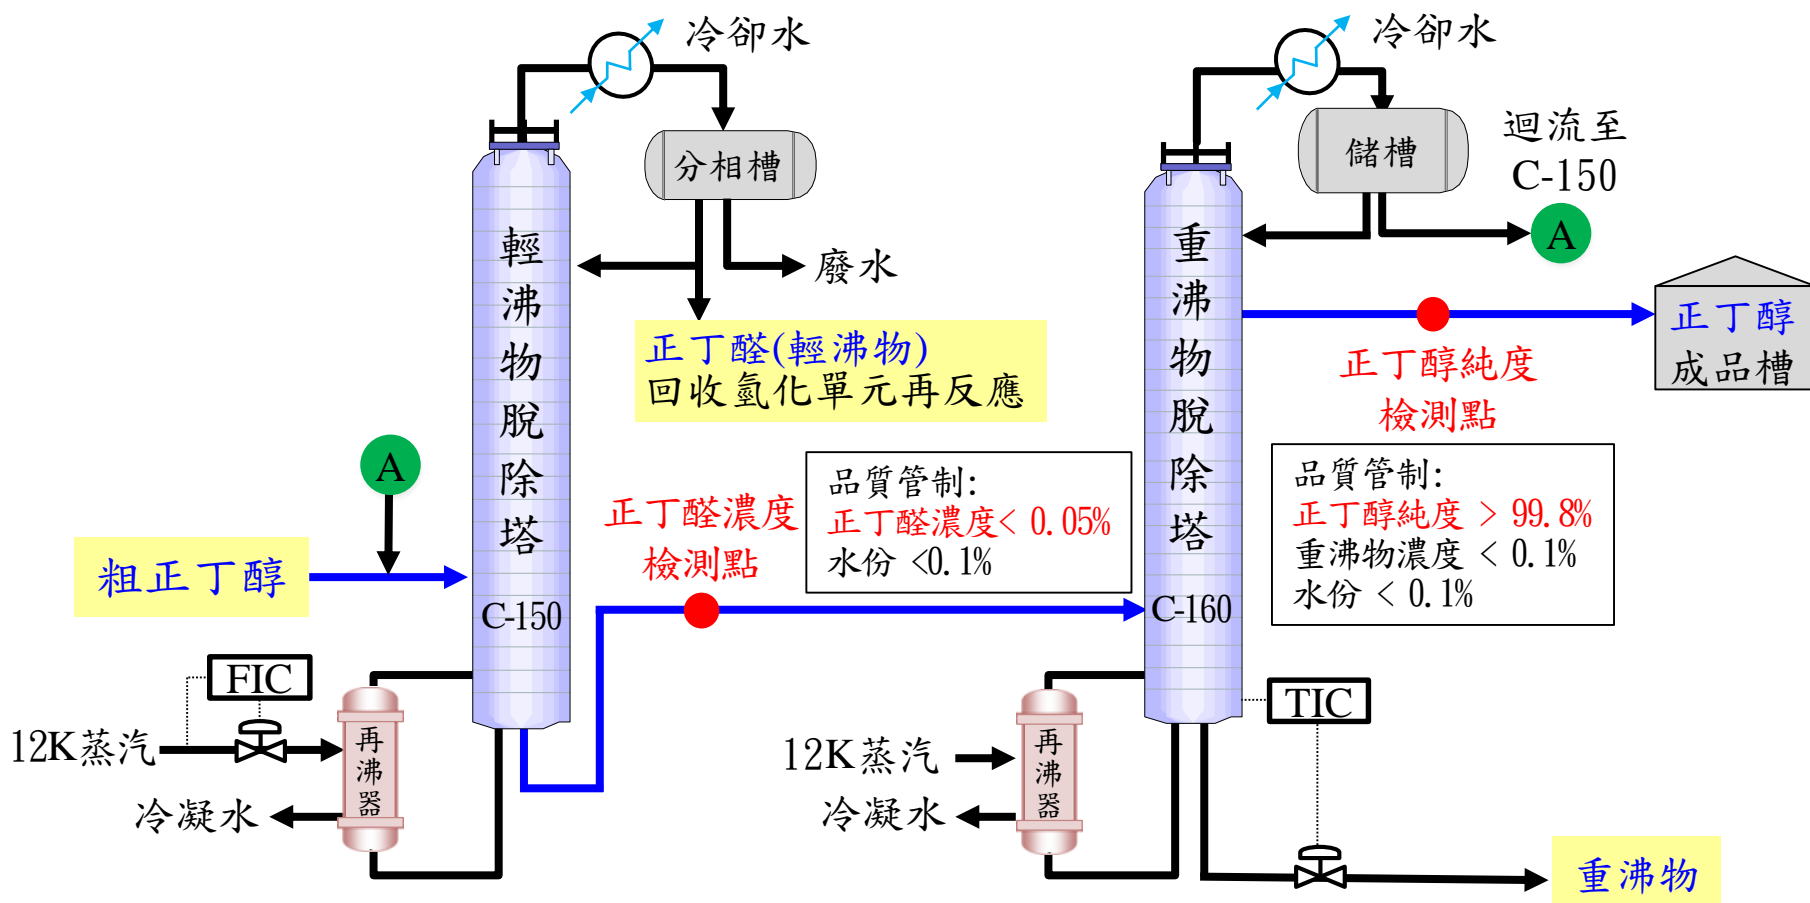 冷卻水
分相槽
廢水
輕沸物脫除塔
C-150
正丁醛(輕沸物)
回收氫化單元再反應
A
粗正丁醇
FIC
12K蒸汽
再沸器
冷凝水
正丁醛濃度
檢測點
品質管制:
正丁醛濃度< 0.05%
水份 <0.1%
冷卻水
儲槽
迴流至
C-150
A
重沸物脫除塔
C-160
正丁醇
成品槽
正丁醇純度
檢測點
品質管制:
正丁醇純度 > 99.8%
重沸物濃度 < 0.1%
水份 < 0.1%
TIC
12K蒸汽
再沸器
冷凝水
重沸物